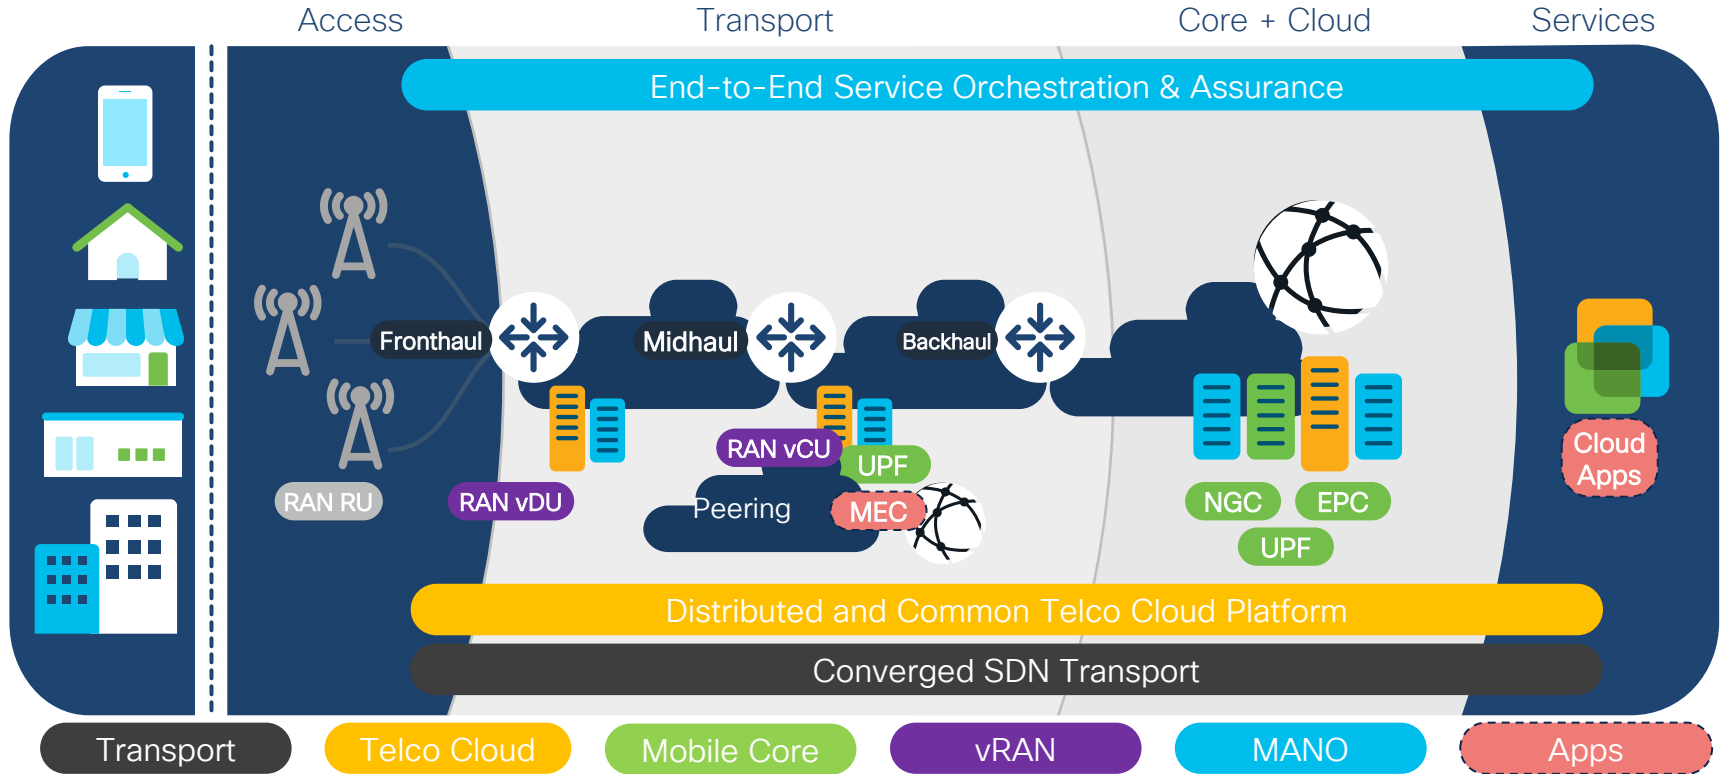 Access
Transport
Core + Cloud
Services
End-to-End Service Orchestration & Assurance
Fronthaul
Midhaul
Backhaul
RAN vCU
UPF
Cloud
Apps
RAN RU
RAN vDU
Peering
MEC
NGC
EPC
UPF
Distributed and Common Telco Cloud Platform
Converged SDN Transport
Transport
Telco Cloud
Mobile Core
vRAN
MANO
Apps